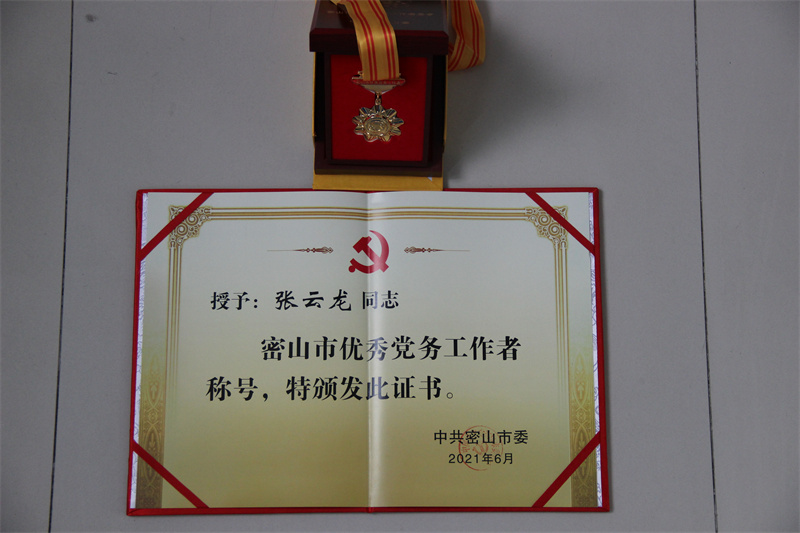 授予：张云龙同志
密山市优秀党务工作者
称号，特颁发此证书。
中共密山市委
2021年6月